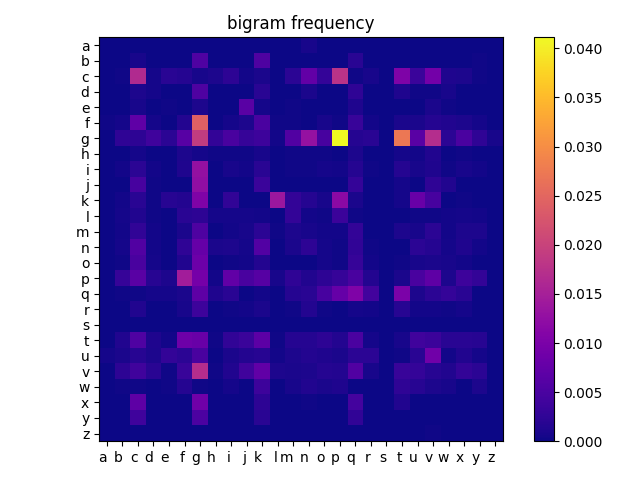 bigram frequency
a
b
c
d
e
f
g
h
i
j
k
l
m
n
o
p
q
r
s
t
u
v
w
x
y
z
a b c d e f g h i j k l m n o p q r s t u v w x y z
0.040
0.035
0.030
0.025
0.020
0.015
0.010
0.005
0.000